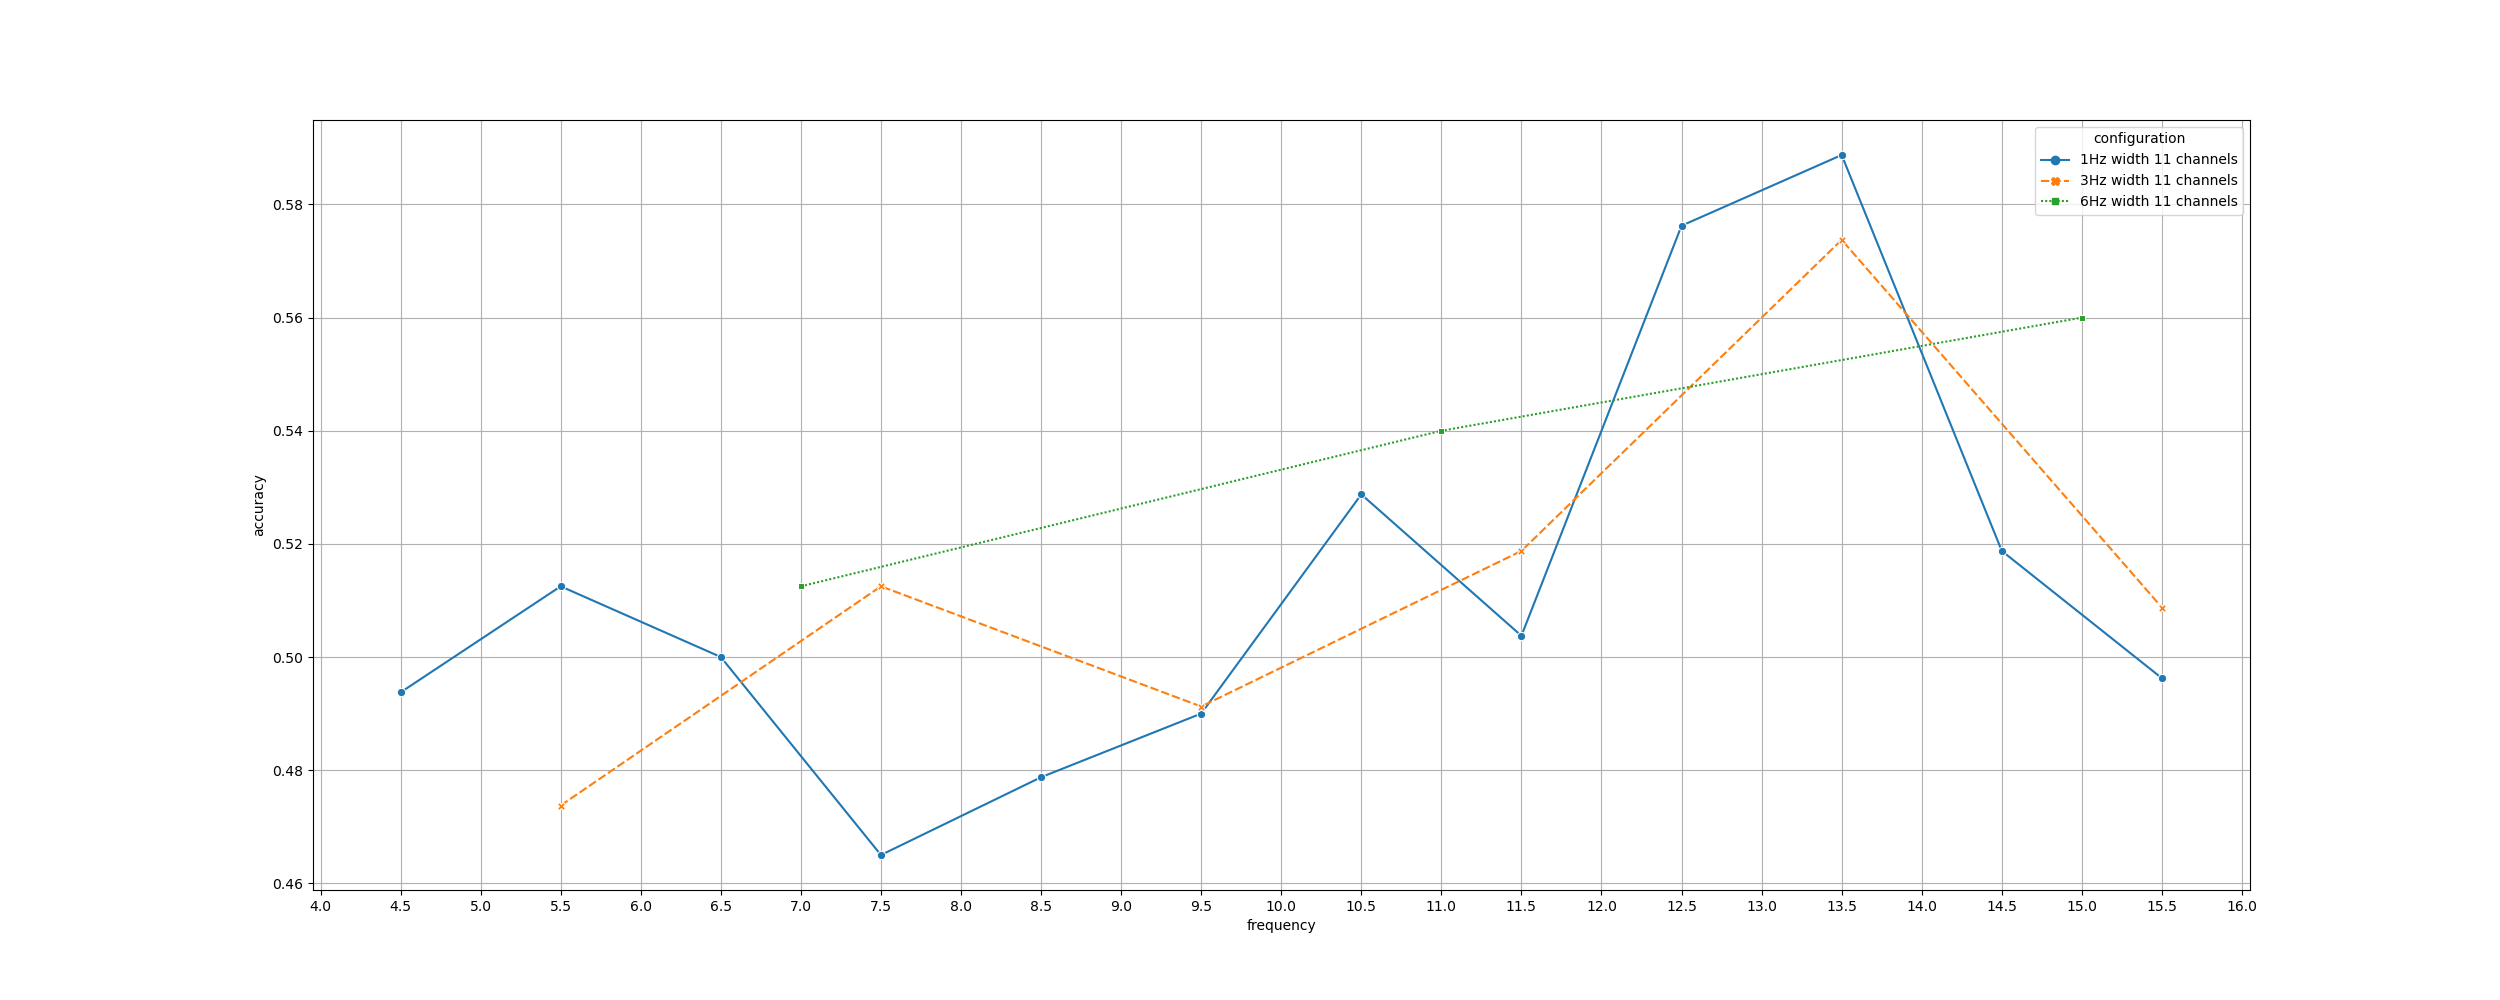 configuration
1Hz width 11 channels
3Hz width 11 channels
6Hz width 11 channels
0.58
0.56
0.54
0.52
0.50
0.48
0.46
accuracy
4.0 4.5 5.0 5.5 6.0 6.5 7.0 7.5 8.0 8.5 9.0 9.5 10.0 10.5 11.0 11.5 12.0 12.5 13.0 13.5 14.0 14.5 15.0 15.5 16.0
frequency